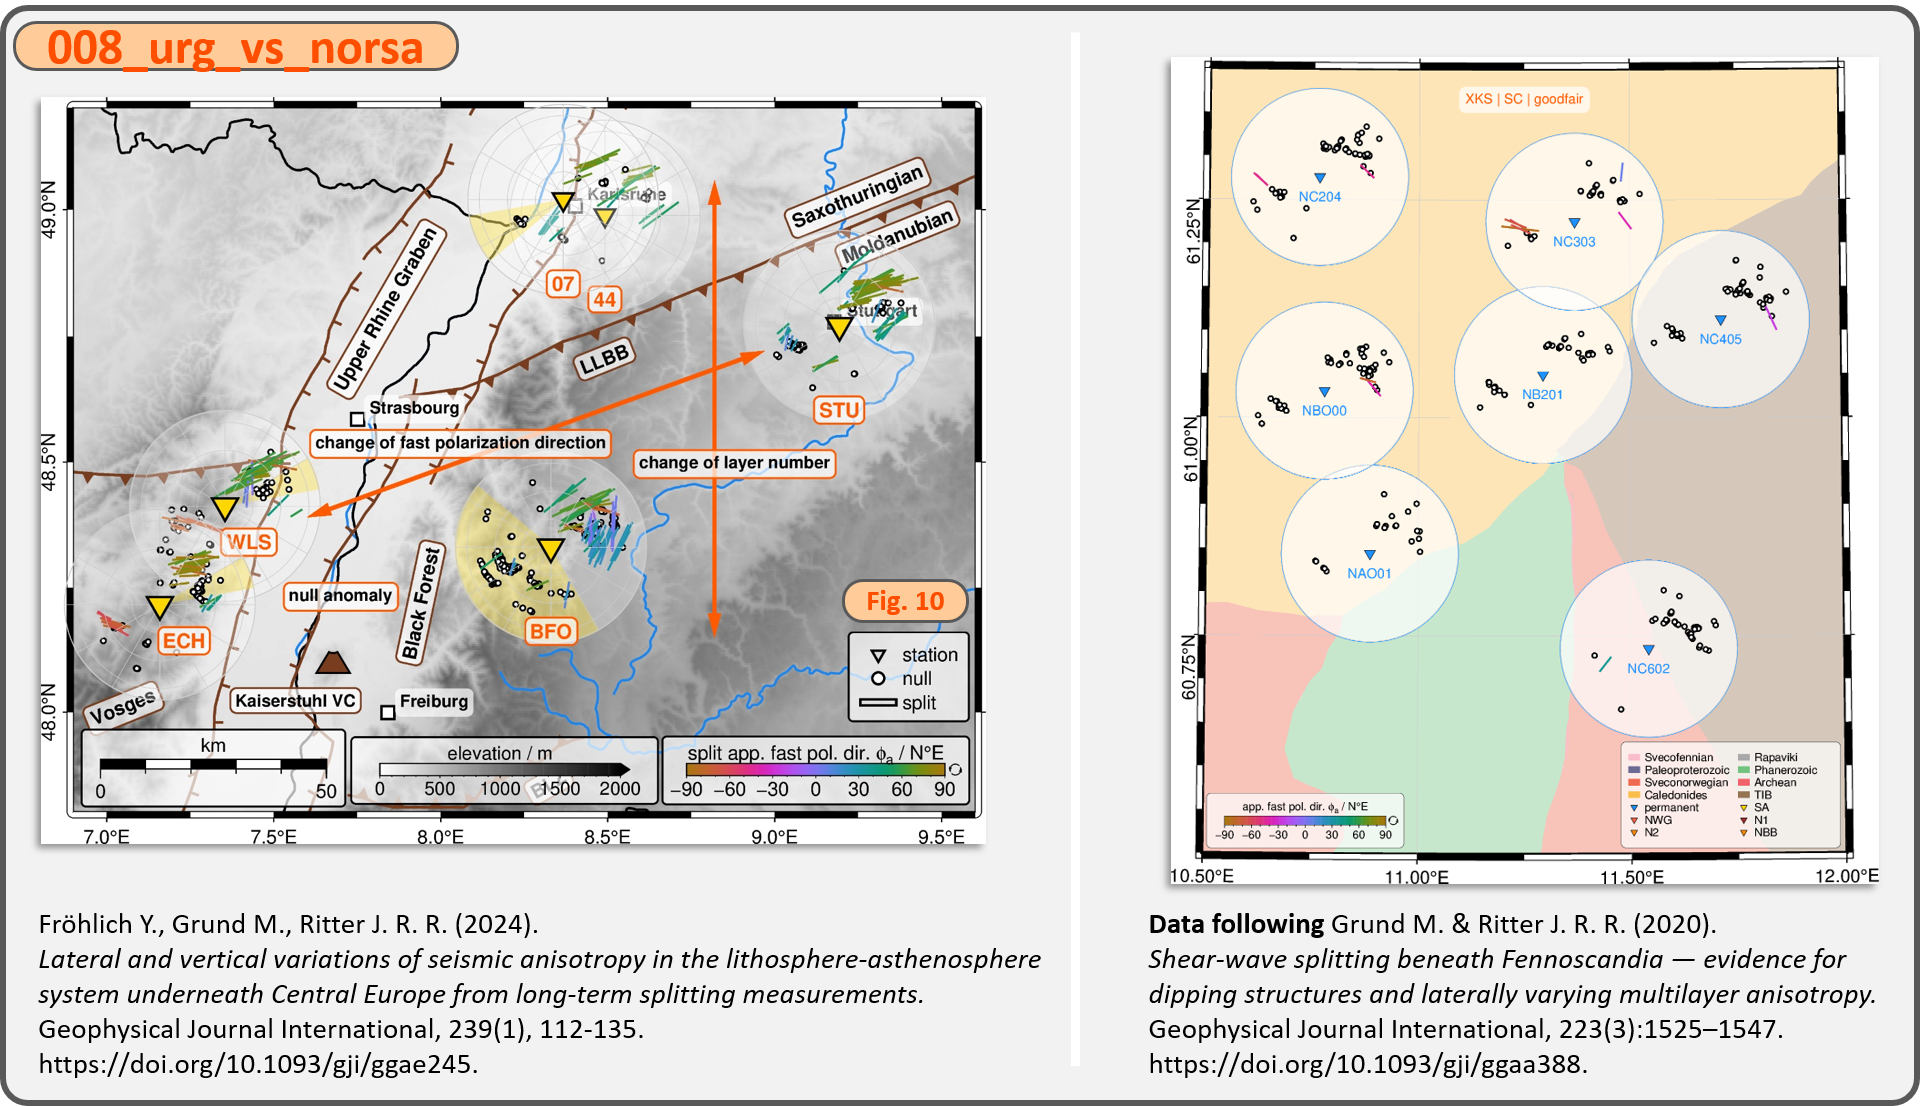 008_urg_vs_norsa
49.0°N
48.5°N
48.0°N
7.0°E
7.5°E
8.0°E
8.5°E
9.0°E
9.5°E
Upper Rhine Graben
Karlsruhe
07
44
Saxothuringian
Moldanubian
Stuttgart
STU
LLBB
Strasbourg
change of fast polarization direction
change of layer number
WLS
null anomaly
Black Forest
BFO
ECH
Vosges
Kaiserstuhl VC
Freiburg
Fig. 10
station
null
split
km
0 50
elevation / m
0 500 1000 1500 2000
split app. fast pol. dir. ϕa / N°E
−90 −60 −30 0 30 60 90
XKS | SC | goodfair
61.25°N
61.00°N
60.75°N
10.50°E
11.00°E
11.50°E
12.00°E
NC204
NC303
NC405
NBO00
NB201
NAO01
NC602
app. fast pol. dir. ϕa / N°E
−90 −60 −30 0 30 60 90
Svecofennian
Rapaviki
Paleoproterozoic
Phanerozoic
Sveconorwegian
Archean
Caledonides
TIB
permanent
SA
NWG
N1
N2
NBB
Fröhlich Y., Grund M., Ritter J. R. R. (2024).
Lateral and vertical variations of seismic anisotropy in the lithosphere-asthenosphere
system underneath Central Europe from long-term splitting measurements.
Geophysical Journal International, 239(1), 112-135.
https://doi.org/10.1093/gji/ggae245.
Data following Grund M. & Ritter J. R. R. (2020).
Shear-wave splitting beneath Fennoscandia — evidence for
dipping structures and laterally varying multilayer anisotropy.
Geophysical Journal International, 223(3):1525–1547.
https://doi.org/10.1093/gji/ggaa388.